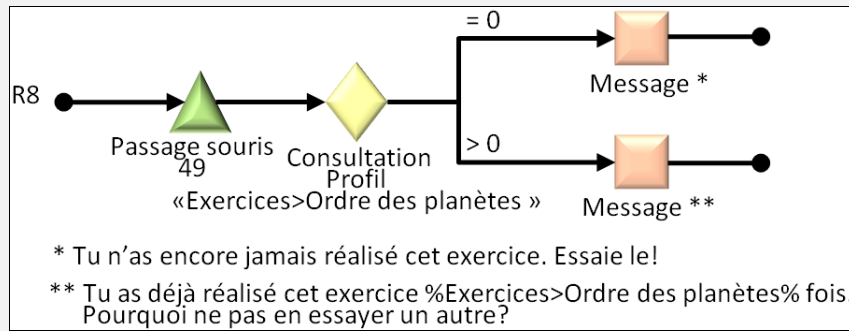 = 0
R8
Message *
Passage souris
49
Consultation
Profil
> 0
«Exercices>Ordre des planètes »
Message **
* Tu n’as encore jamais réalisé cet exercice. Essaie le!
** Tu as déjà réalisé cet exercice %Exercices>Ordre des planètes% fois.
Pourquoi ne pas en essayer un autre?